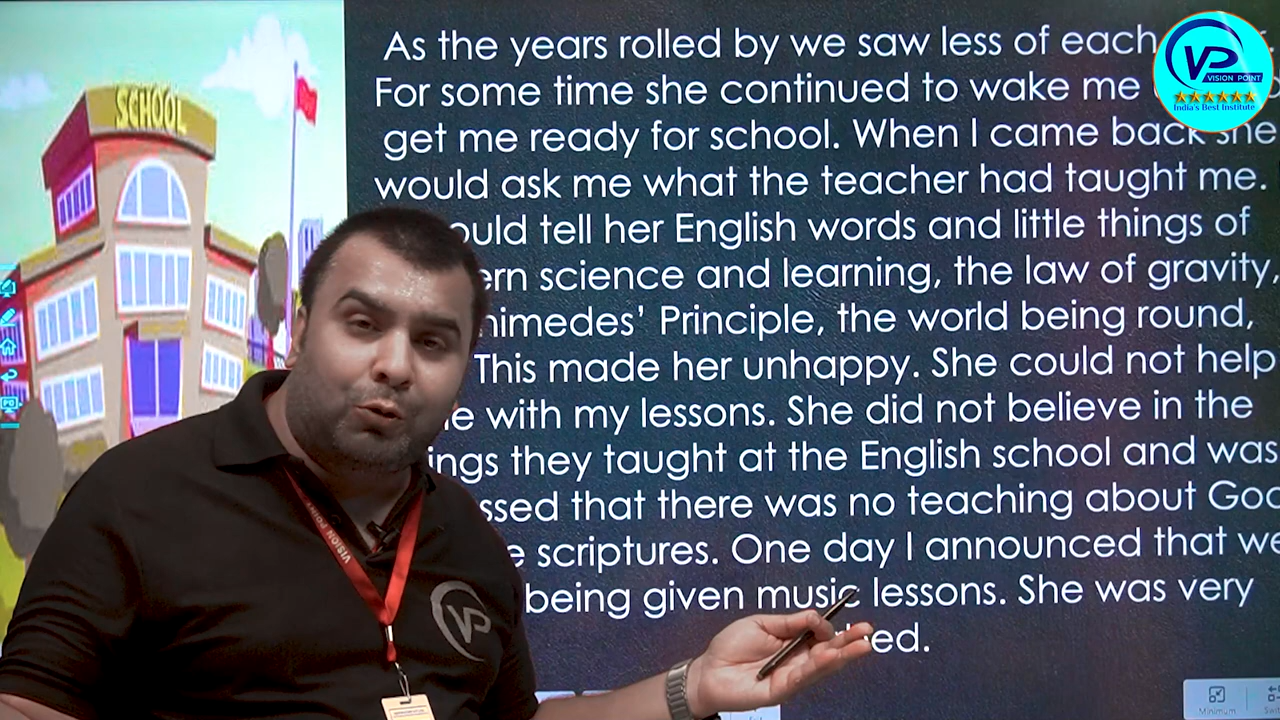 As the years rolled by we saw less of each
For some time she continued to wake me
get me ready for school. When I came back she
would ask me what the teacher had taught me.
tell her English words and little things of
science and learning, the law of gravity,
Principle, the world being round,
This made her unhappy. She could not help
with my lessons. She did not believe in the
they taught at the English school and was
that there was no teaching about
scriptures. One day I announced that we
being given music lessons. She was very
SCHOOL
VP
VISION POINT
India's Best Institute
VISION POINT
VP
Minimum